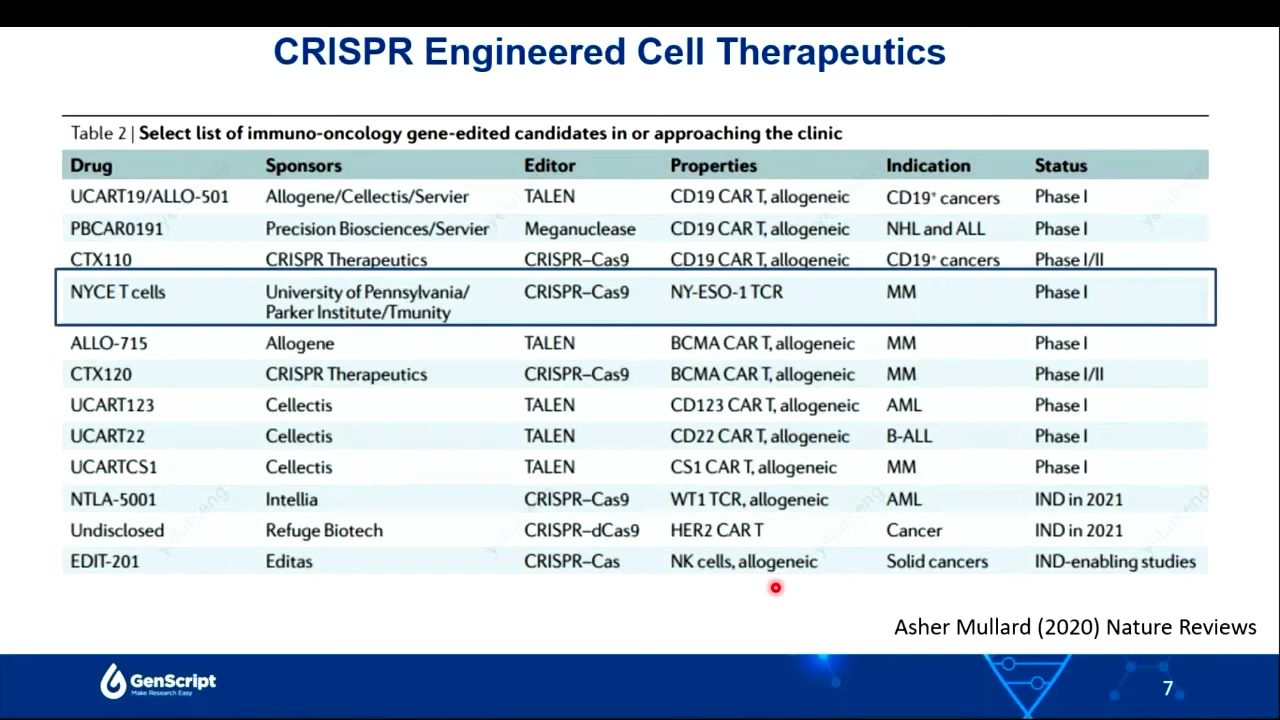 CRISPR Engineered Cell Therapeutics
Table 2 | Select list of immuno-oncology gene-edited candidates in or approaching the clinic
Drug Sponsors Editor Properties Indication Status
UCART19/ALLO-501 Allogene/Cellectis/Servier TALEN CD19 CAR T, allogeneic CD19⁺ cancers Phase I
PBCAR0191 Precision Biosciences/Servier Meganuclease CD19 CAR T, allogeneic NHL and ALL Phase I
CTX110 CRISPR Therapeutics CRISPR–Cas9 CD19 CAR T, allogeneic CD19⁺ cancers Phase I/II
NYCE T cells University of Pennsylvania/ CRISPR–Cas9 NY-ESO-1 TCR MM Phase I
Parker Institute/Tmunity
ALLO-715 Allogene TALEN BCMA CAR T, allogeneic MM Phase I
CTX120 CRISPR Therapeutics CRISPR–Cas9 BCMA CAR T, allogeneic MM Phase I/II
UCART123 Cellectis TALEN CD123 CAR T, allogeneic AML Phase I
UCART22 Cellectis TALEN CD22 CAR T, allogeneic B-ALL Phase I
UCARTCS1 Cellectis TALEN CS1 CAR T, allogeneic MM Phase I
NTLA-5001 Intellia CRISPR–Cas9 WT1 TCR, allogeneic AML IND in 2021
Undisclosed Refuge Biotech CRISPR–dCas9 HER2 CAR T Cancer IND in 2021
EDIT-201 Editas CRISPR–Cas NK cells, allogeneic Solid cancers IND-enabling studies
Asher Mullard (2020) Nature Reviews
GenScript
Make Research Easy
7